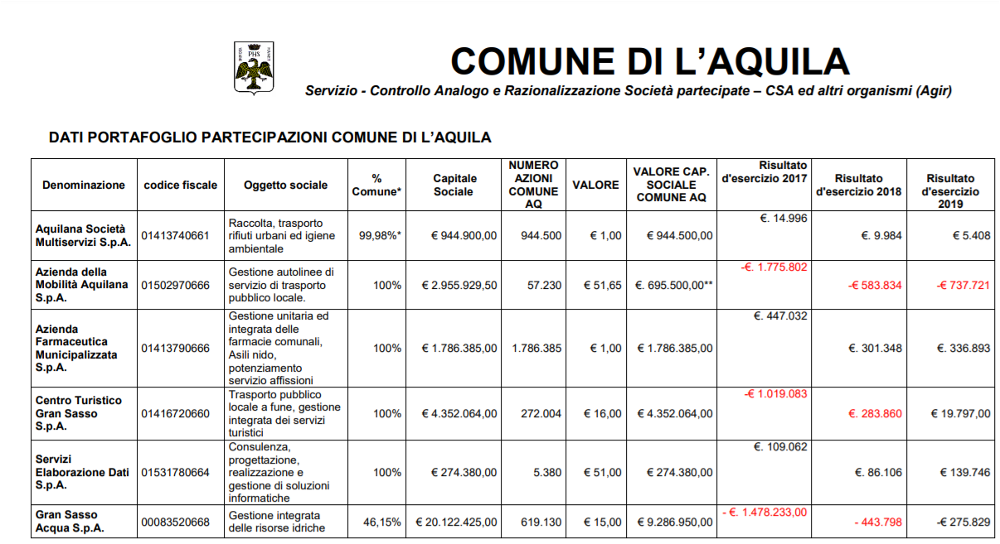 PHS
COMUNE DI L’AQUILA
Servizio - Controllo Analogo e Razionalizzazione Società partecipate – CSA ed altri organismi (Agir)
DATI PORTAFOGLIO PARTECIPAZIONI COMUNE DI L’AQUILA
Denominazione
codice fiscale
Oggetto sociale
%
Comune*
Capitale
Sociale
NUMERO
AZIONI
COMUNE
AQ
VALORE
VALORE CAP.
SOCIALE
COMUNE AQ
Risultato
d'esercizio 2017
Risultato
d'esercizio 2018
Risultato
d'esercizio
2019
Aquilana Società
Multiservizi S.p.A.
01413740661
Raccolta, trasporto
rifiuti urbani ed igiene
ambientale
99,98%*
€ 944.900,00
944.500
€ 1,00
€ 944.500,00
€. 14.996
€. 9.984
€ 5.408
Azienda della
Mobilità Aquilana
S.p.A.
01502970666
Gestione autolinee di
servizio di trasporto
pubblico locale.
100%
€ 2.955.929,50
57.230
€ 51,65
€. 695.500,00**
-€. 1.775.802
-€ 583.834
-€ 737.721
Azienda
Farmaceutica
Municipalizzata
S.p.A.
01413790666
Gestione unitaria ed
integrata delle
farmacie comunali,
Asili nido,
potenziamento
servizio affissioni
100%
€ 1.786.385,00
1.786.385
€ 1,00
€ 1.786.385,00
€. 447.032
€. 301.348
€. 336.893
Centro Turistico
Gran Sasso
S.p.A.
01416720660
Trasporto pubblico
locale a fune, gestione
integrata dei servizi
turistici
100%
€ 4.352.064,00
272.004
€ 16,00
€ 4.352.064,00
-€ 1.019.083
€. 283.860
€ 19.797,00
Servizi
Elaborazione Dati
S.p.A.
01531780664
Consulenza,
progettazione,
realizzazione e
gestione di soluzioni
informatiche
100%
€ 274.380,00
5.380
€ 51,00
€ 274.380,00
€. 109.062
€. 86.106
€ 139.746
Gran Sasso
Acqua S.p.A.
00083520668
Gestione integrata
delle risorse idriche
46,15%
€ 20.122.425,00
619.130
€ 15,00
€ 9.286.950,00
- €. 1.478.233,00
- 443.798
-€ 275.829